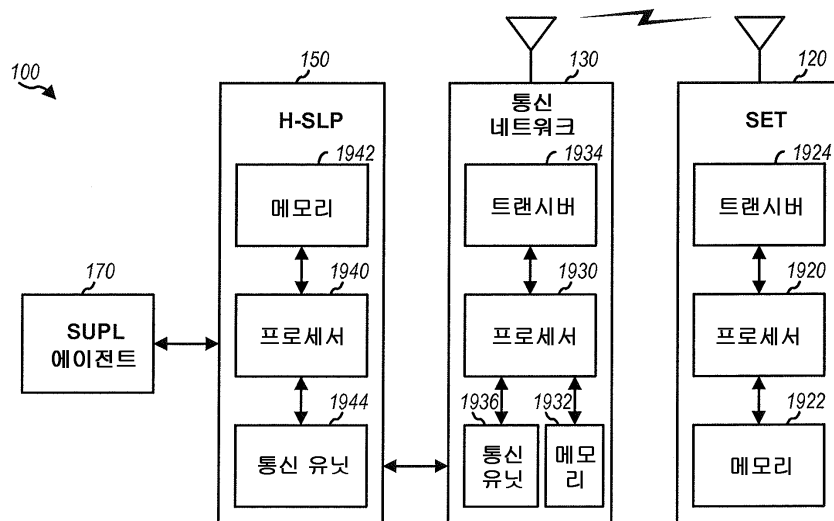 100
150
130
120
H-SLP
통신
네트워크
SET
1942
1934
1924
메모리
트랜시버
트랜시버
170
1940
1930
1920
SUPL
에이전트
프로세서
프로세서
프로세서
1944
1936
1932
1922
통신 유닛
통신
유닛
메모
리
메모리